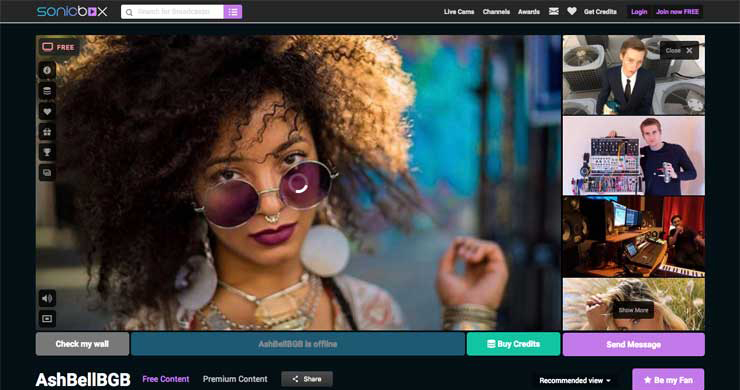 sonicbox
Search for Broadcaster
Live Cams
Channels
Awards
Get Credits
Login
Join now FREE
FREE
Close
Show More
Check my wall
AshBellBGB is offline
Buy Credits
Send Message
AshBellBGB
Free Content
Premium Content
Share
Recommended view
Be my Fan